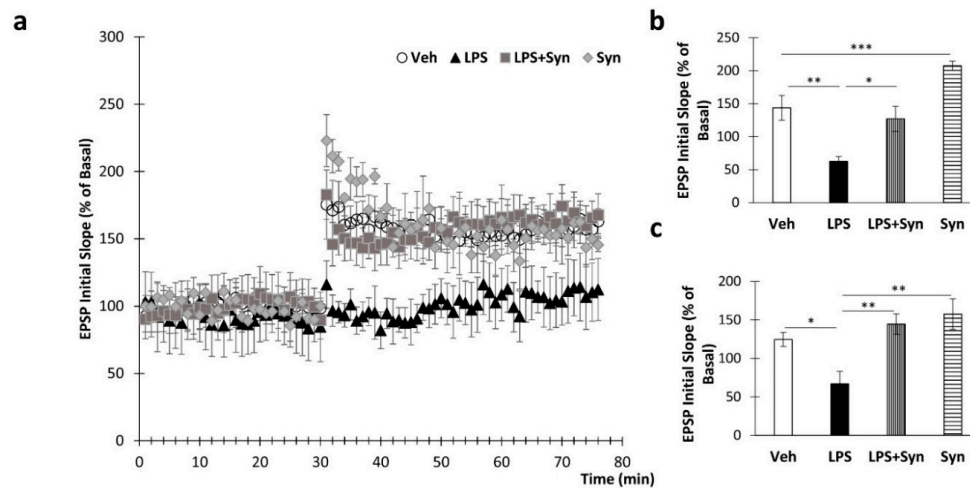 a
300
250
200
150
100
50
0
EPSP Initial Slope (% of Basal)
Veh LPS LPS+Syn Syn
0 10 20 30 40 50 60 70 80
Time (min)
b
250
200
150
100
50
0
EPSP Initial Slope (% of
Basal)
***
** *
Veh LPS LPS+Syn Syn
c
200
150
100
50
0
EPSP Initial Slope (% of
Basal)
**
* **
Veh LPS LPS+Syn Syn